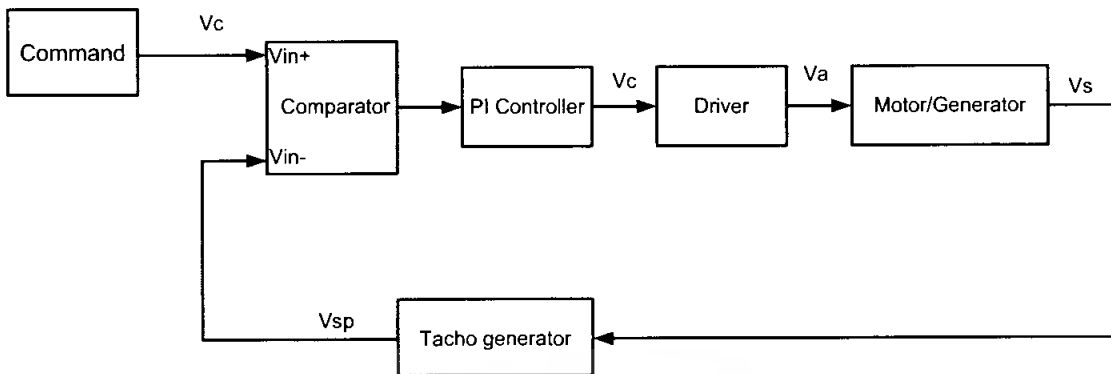 Vc
Command
Vin+
Comparator
Vin-
PI Controller
Vc
Driver
Va
Motor/Generator
Vs
Vsp
Tacho generator